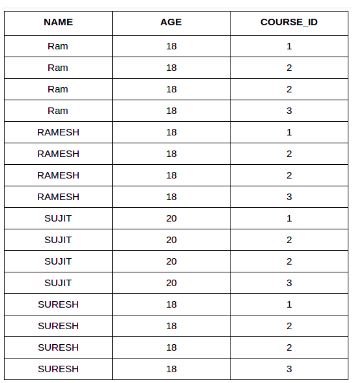 NAME AGE COURSE_ID
Ram 18 1
Ram 18 2
Ram 18 2
Ram 18 3
RAMESH 18 1
RAMESH 18 2
RAMESH 18 2
RAMESH 18 3
SUJIT 20 1
SUJIT 20 2
SUJIT 20 2
SUJIT 20 3
SURESH 18 1
SURESH 18 2
SURESH 18 2
SURESH 18 3